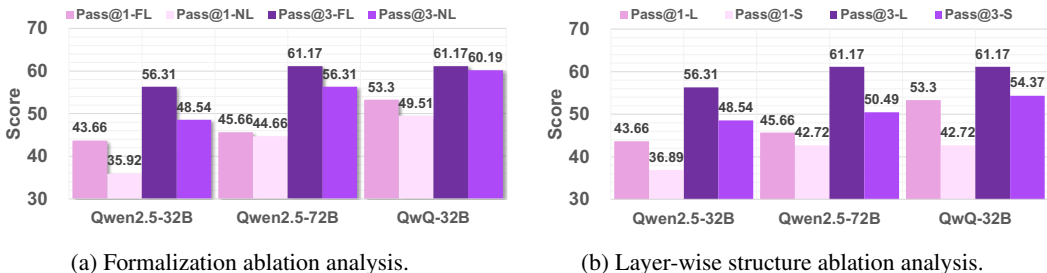 Pass@1-FL Pass@1-NL Pass@3-FL Pass@3-NL
70
60
50
40
30
Score
43.66 35.92 56.31 48.54
45.66 44.66 61.17 56.31
53.3 49.51 61.17 60.19
Qwen2.5-32B Qwen2.5-72B QwQ-32B
(a) Formalization ablation analysis.
Pass@1-L Pass@1-S Pass@3-L Pass@3-S
70
60
50
40
30
Score
43.66 36.89 56.31 48.54
45.66 42.72 61.17 50.49
53.3 42.72 61.17 54.37
Qwen2.5-32B Qwen2.5-72B QwQ-32B
(b) Layer-wise structure ablation analysis.